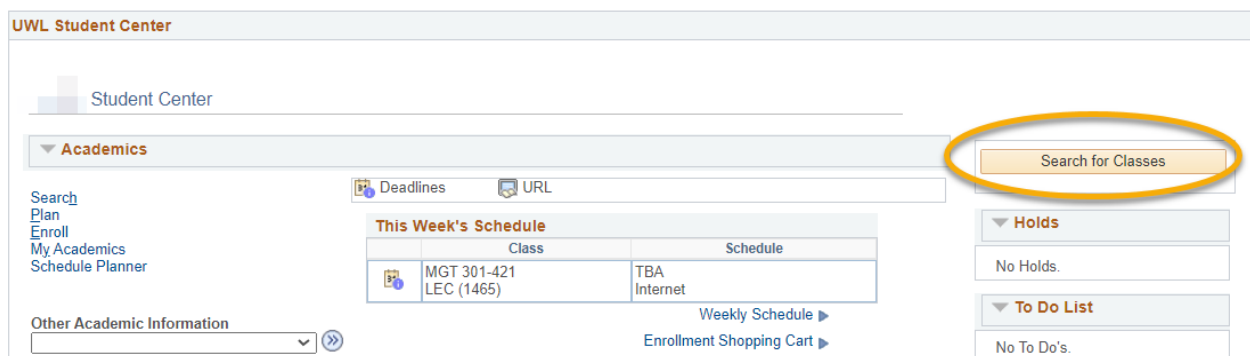 UWL Student Center
Student Center
Academics
Search
Plan
Enroll
My Academics
Schedule Planner
Other Academic Information
Deadlines
URL
This Week's Schedule
Class Schedule
MGT 301-421 TBA
LEC (1465) Internet
Weekly Schedule
Enrollment Shopping Cart
Search for Classes
Holds
No Holds.
To Do List
No To Do's.